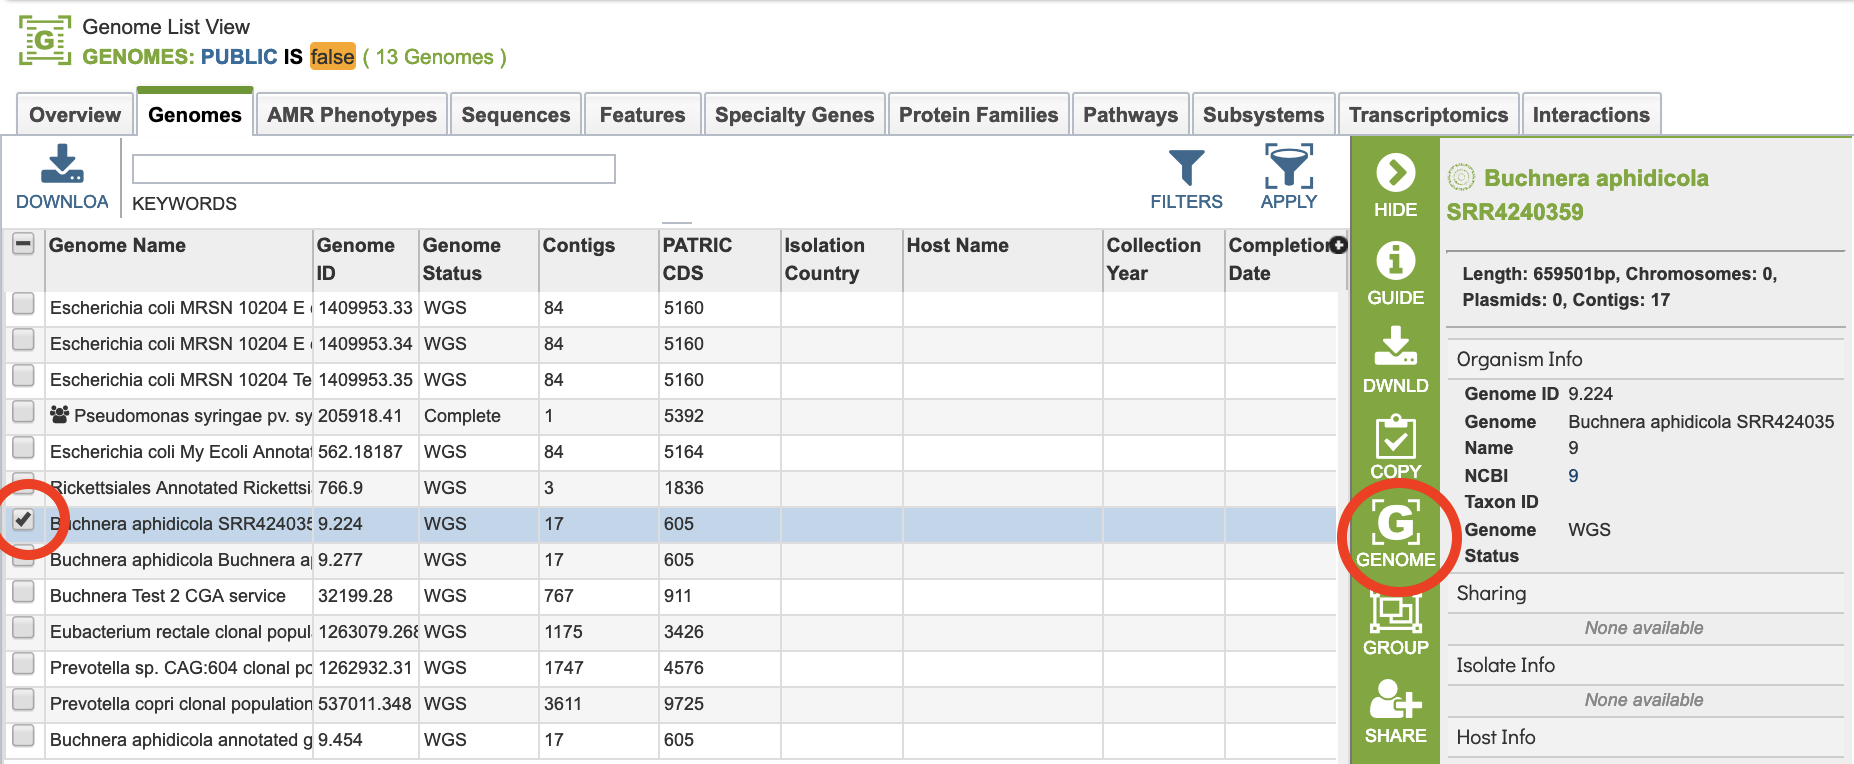 Genome List View
G
GENOMES: PUBLIC IS false ( 13 Genomes )
Overview Genomes AMR Phenotypes Sequences Features Specialty Genes Protein Families Pathways Subsystems Transcriptomics Interactions
DOWNLOA
KEYWORDS
FILTERS
APPLY
Genome Name Genome ID Genome Status Contigs PATRIC CDS Isolation Country Host Name Collection Year Completion Date
Escherichia coli MRSN 10204 E 1409953.33 WGS 84 5160
Escherichia coli MRSN 10204 E 1409953.34 WGS 84 5160
Escherichia coli MRSN 10204 Te 1409953.35 WGS 84 5160
Pseudomonas syringae pv. sy 205918.41 Complete 1 5392
Escherichia coli My Ecoli Annota 562.18187 WGS 84 5164
Rickettsiales Annotated Rickettsi 766.9 WGS 3 1836
Buchnera aphidicola SRR424035 9.224 WGS 17 605
Buchnera aphidicola Buchnera a 9.277 WGS 17 605
Buchnera Test 2 CGA service 32199.28 WGS 767 911
Eubacterium rectale clonal popul 1263079.268 WGS 1175 3426
Prevotella sp. CAG:604 clonal po 1262932.31 WGS 1747 4576
Prevotella copri clonal population 537011.348 WGS 3611 9725
Buchnera aphidicola annotated g 9.454 WGS 17 605
HIDE
GUIDE
DWNLD
COPY
G
GENOME
GROUP
SHARE
Buchnera aphidicola
SRR4240359
Length: 659501bp, Chromosomes: 0,
Plasmids: 0, Contigs: 17
Organism Info
Genome ID 9.224
Genome Buchnera aphidicola SRR424035
Name 9
NCBI 9
Taxon ID
Genome WGS
Status
Sharing
None available
Isolate Info
None available
Host Info